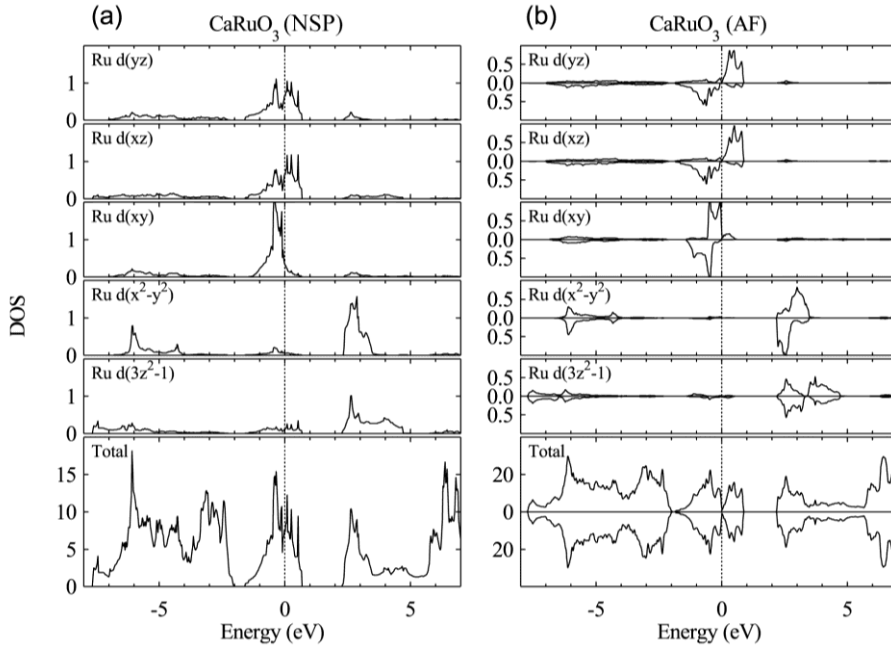 (a)
CaRuO₃ (NSP)
Ru d(yz)
1
0
Ru d(xz)
1
0
Ru d(xy)
1
0
Ru d(x²-y²)
1
0
Ru d(3z²-1)
1
0
Total
15
10
5
0
-5 0 5
Energy (eV)
DOS
(b)
CaRuO₃ (AF)
Ru d(yz)
0.5
0.0
0.5
Ru d(xz)
0.5
0.0
0.5
Ru d(xy)
0.5
0.0
0.5
Ru d(x²-y²)
0.5
0.0
0.5
Ru d(3z²-1)
0.5
0.0
0.5
Total
20
0
20
-5 0 5
Energy (eV)